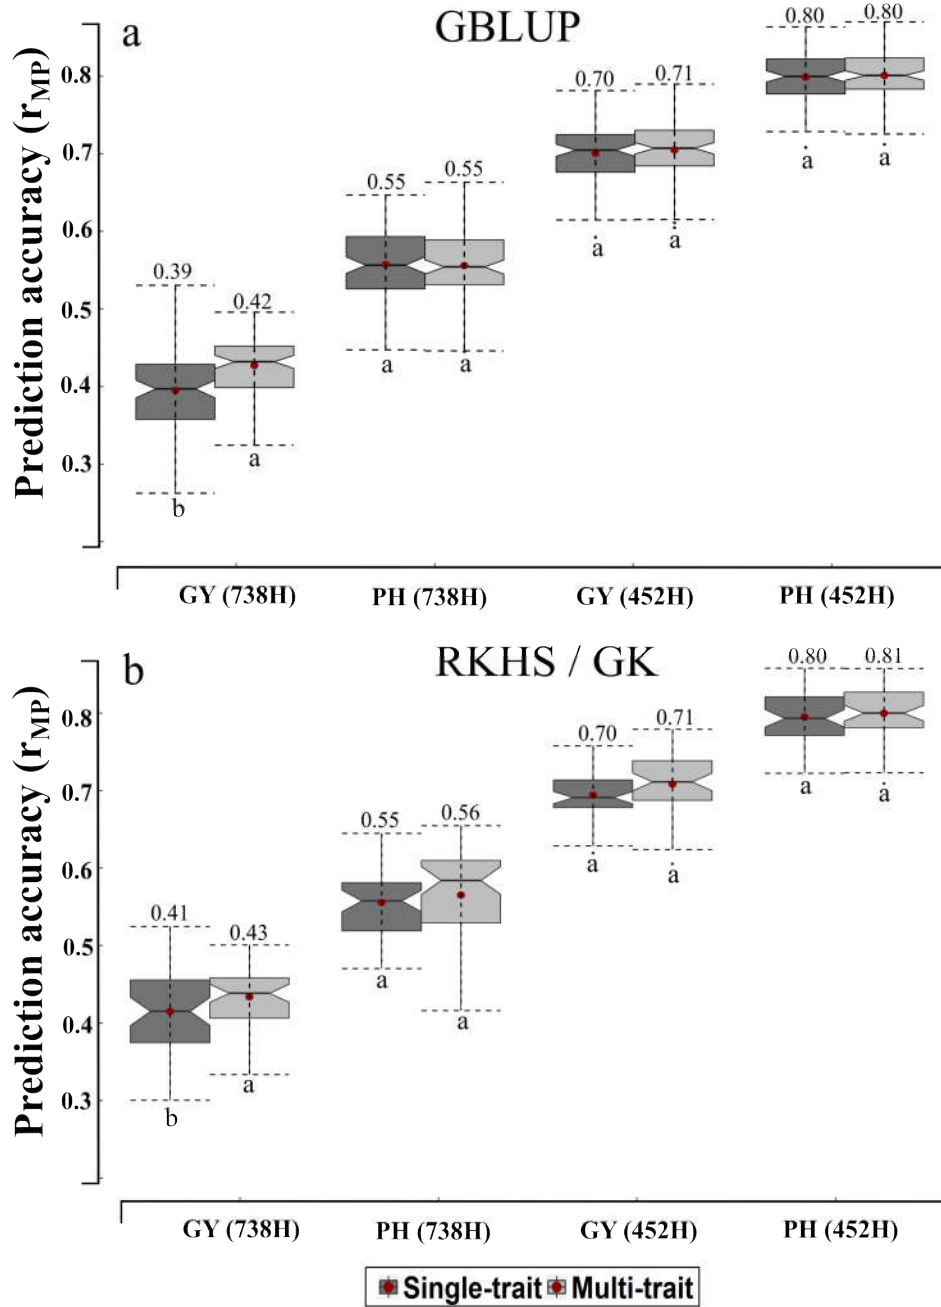 a GBLUP
Prediction accuracy (rMP)
0.8
0.7
0.6
0.5
0.4
0.3
0.39 0.42 0.55 0.55 0.70 0.71 0.80 0.80
b a a a a a a a
GY (738H) PH (738H) GY (452H) PH (452H)
b RKHS / GK
Prediction accuracy (rMP)
0.8
0.7
0.6
0.5
0.4
0.3
0.41 0.43 0.55 0.56 0.70 0.71 0.80 0.81
b a a a a a a a
GY (738H) PH (738H) GY (452H) PH (452H)
Single-trait Multi-trait